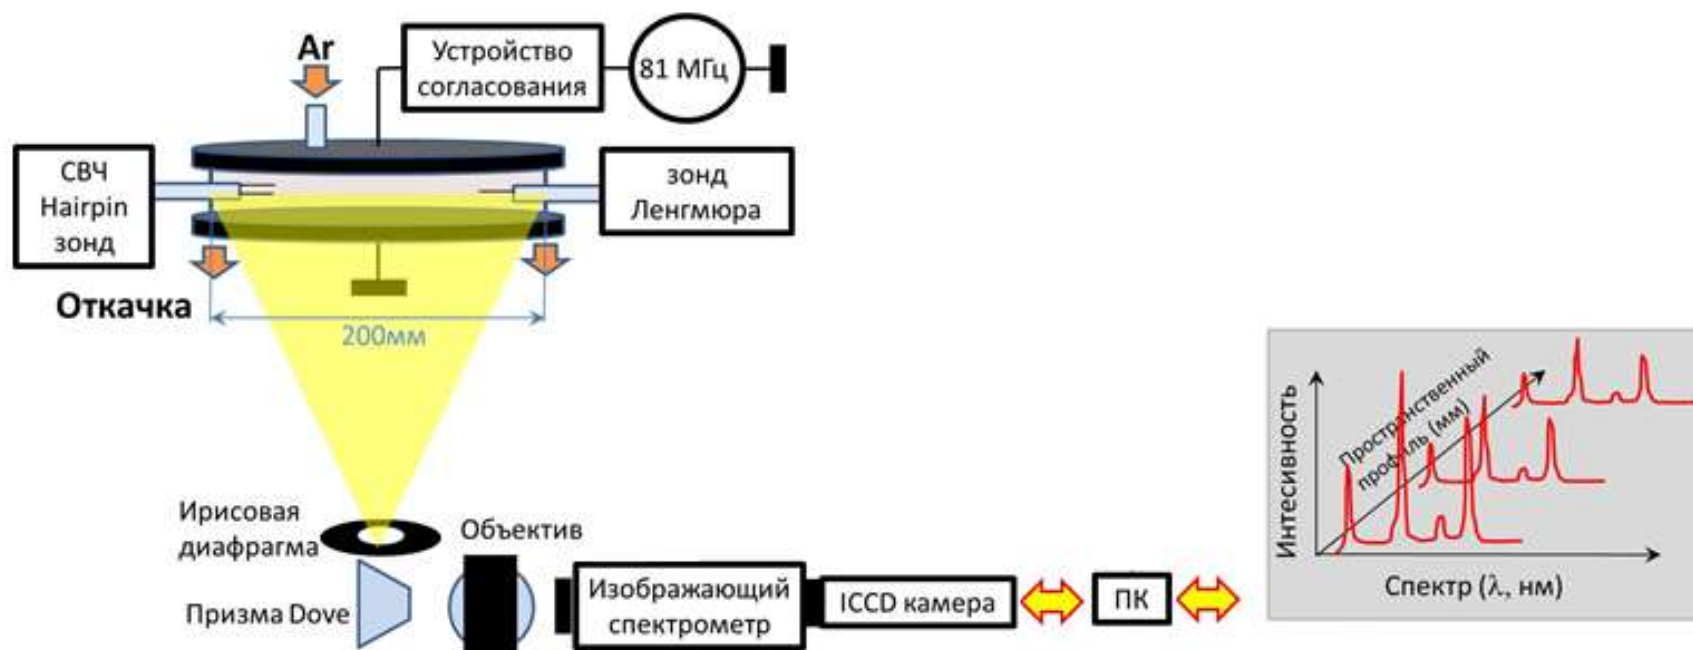 Ar
Устройство
согласования
81 МГц
СВЧ
Hairpin
зонд
зонд
Ленгмюра
Откачка
200мм
Ирисовая
диафрагма
Объектив
Призма Dove
Изображающий
спектрометр
ICCD камера
ПК
Интесивность
Пространственный
профиль (мм)
Спектр (λ, нм)